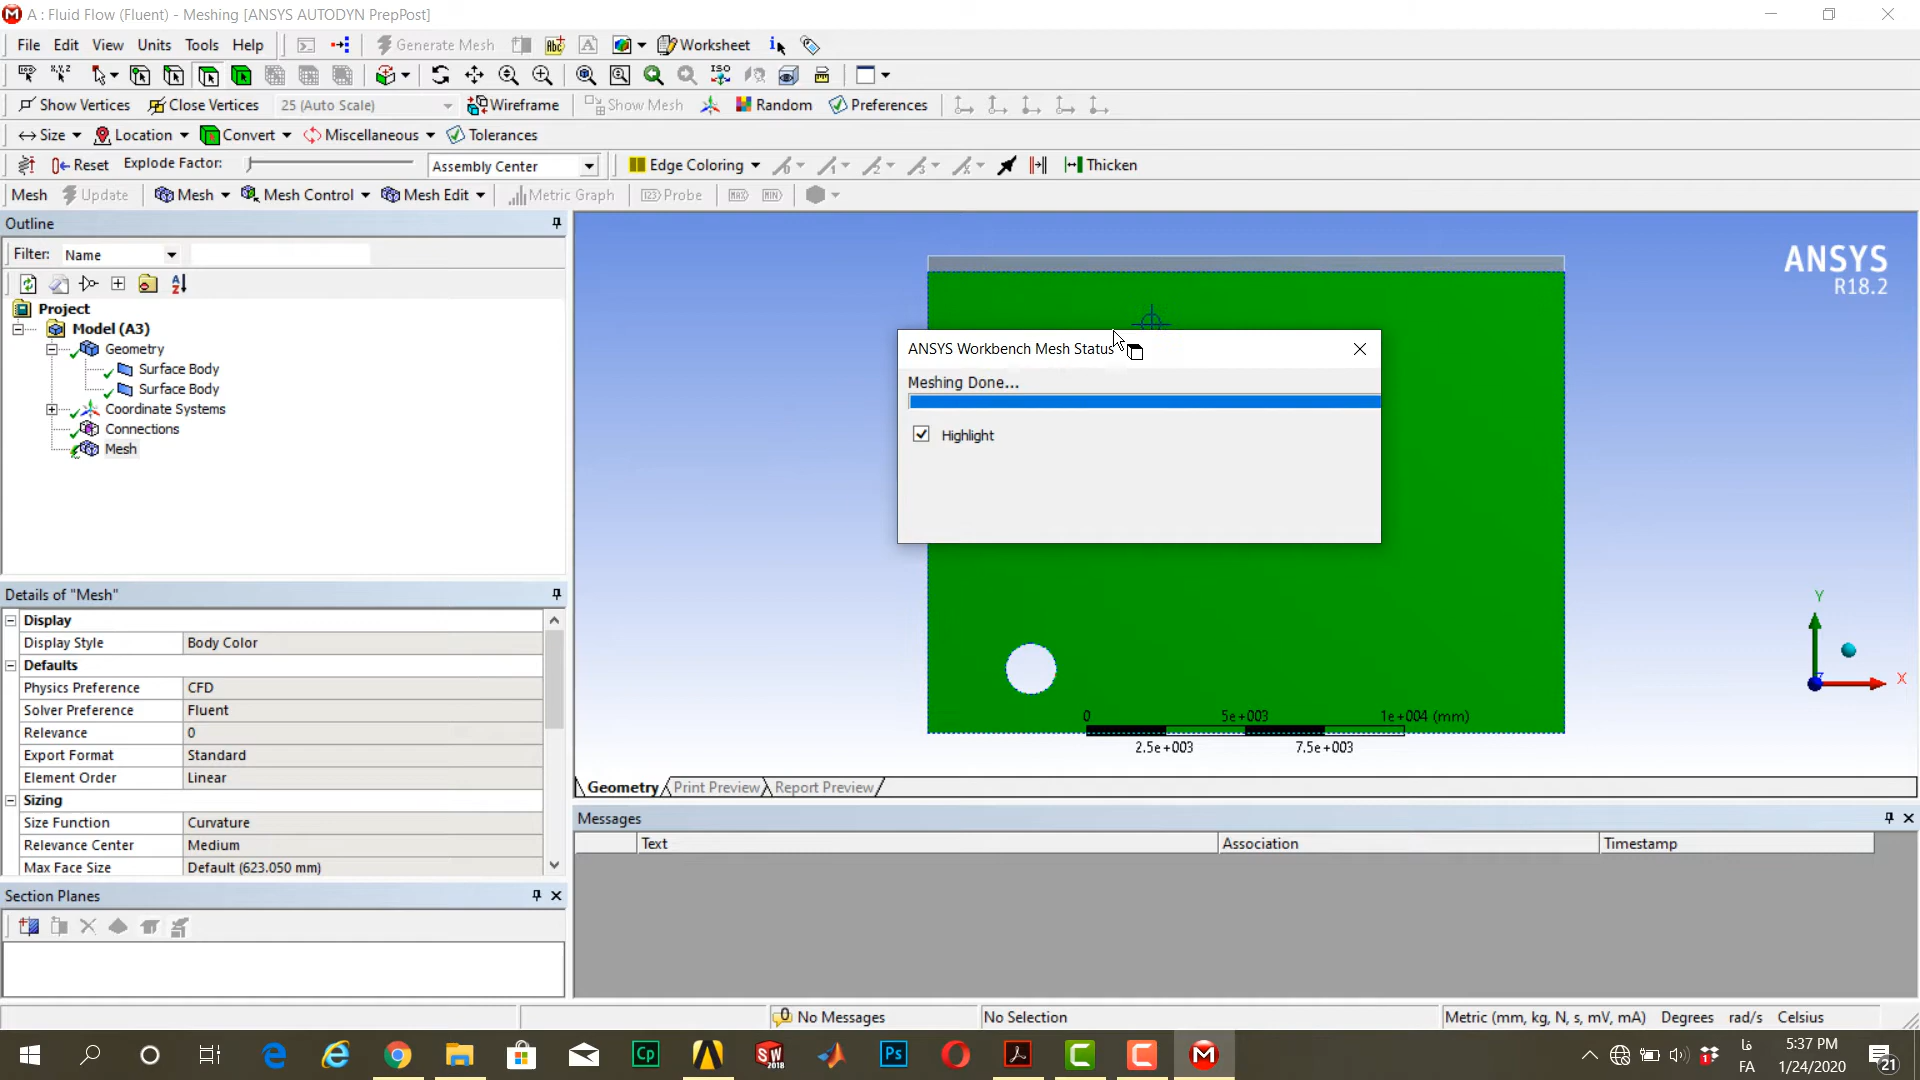 A : Fluid Flow (Fluent) - Meshing [ANSYS AUTODYN PrepPost]
File Edit View Units Tools Help Generate Mesh Worksheet
Show Vertices Close Vertices 25 (Auto Scale) Wireframe Show Mesh Random Preferences
Size Location Convert Miscellaneous Tolerances
Reset Explode Factor: Assembly Center Edge Coloring Thicken
Mesh Update Mesh Mesh Control Mesh Edit Metric Graph Probe
Outline
Filter: Name
Project
Model (A3)
Geometry
Surface Body
Surface Body
Coordinate Systems
Connections
Mesh
Details of "Mesh"
Display
Display Style Body Color
Defaults
Physics Preference CFD
Solver Preference Fluent
Relevance 0
Export Format Standard
Element Order Linear
Sizing
Size Function Curvature
Relevance Center Medium
Max Face Size Default (623.050 mm)
Section Planes
ANSYS
R18.2
ANSYS Workbench Mesh Status
Meshing Done...
Highlight
Y
X
0 5e+003 1e+004 (mm)
2.5e+003 7.5e+003
Geometry Print Preview Report Preview
Messages
Text Association Timestamp
0 No Messages No Selection Metric (mm, kg, N, s, mV, mA) Degrees rad/s Celsius
فا
FA
5:37 PM
1/24/2020
21